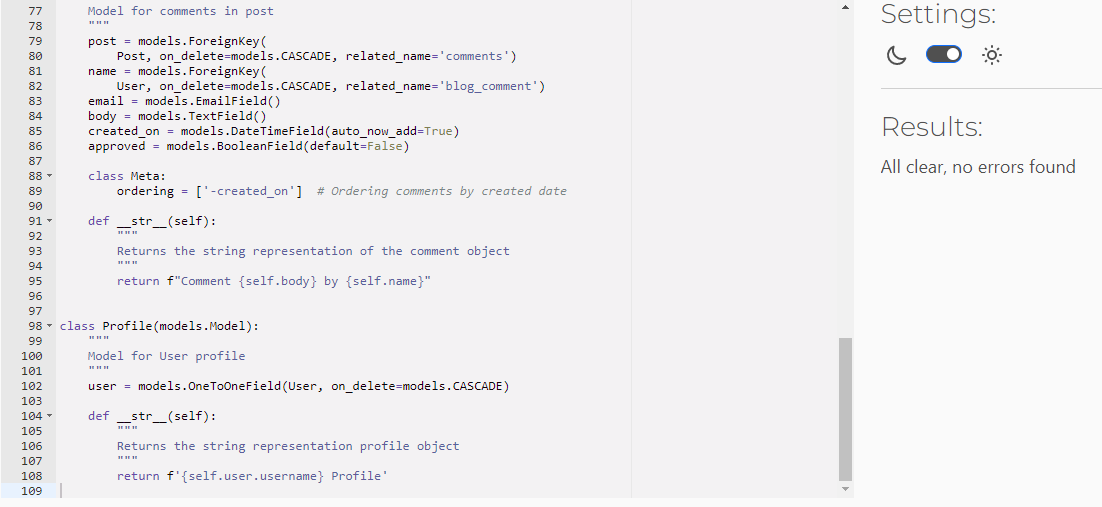 77 Model for comments in post
78 """
79 post = models.ForeignKey(
80 Post, on_delete=models.CASCADE, related_name='comments')
81 name = models.ForeignKey(
82 User, on_delete=models.CASCADE, related_name='blog_comment')
83 email = models.EmailField()
84 body = models.TextField()
85 created_on = models.DateTimeField(auto_now_add=True)
86 approved = models.BooleanField(default=False)
87
88 class Meta:
89 ordering = ['-created_on']  # Ordering comments by created date
90
91 def __str__(self):
92 """
93 Returns the string representation of the comment object
94 """
95 return f"Comment {self.body} by {self.name}"
96
97
98 class Profile(models.Model):
99 """
100 Model for User profile
101 """
102 user = models.OneToOneField(User, on_delete=models.CASCADE)
103
104 def __str__(self):
105 """
106 Returns the string representation profile object
107 """
108 return f'{self.user.username} Profile'
109
Settings:
Results:
All clear, no errors found